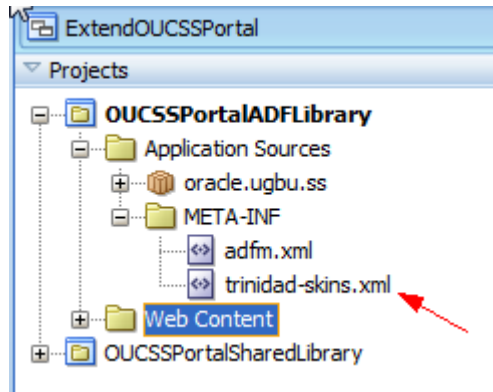 ExtendOUCSSPortal
Projects
OUCSSPortalADFLibrary
Application Sources
oracle.ugbu.ss
META-INF
adfm.xml
trinidad-skins.xml
Web Content
OUCSSPortalSharedLibrary